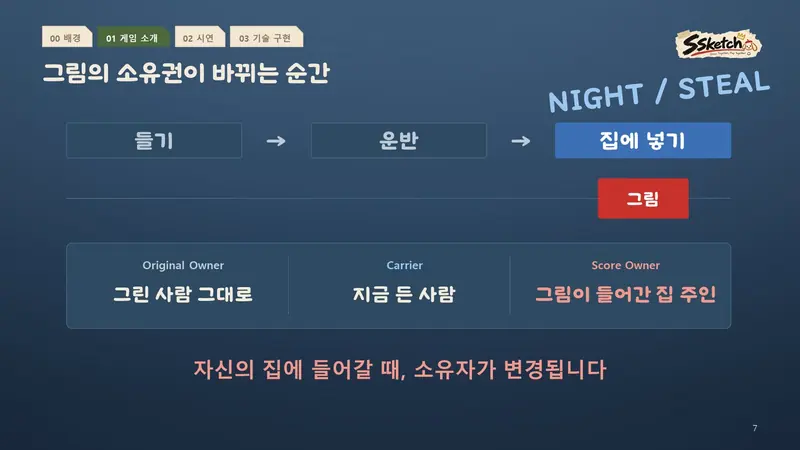 00 배경
01 게임 소개
02 시연
03 기술 구현
SSketch
그림의 소유권이 바뀌는 순간
NIGHT / STEAL
들기 → 운반 → 집에 넣기
그림
Original Owner
그린 사람 그대로
Carrier
지금 든 사람
Score Owner
그림이 들어간 집 주인
자신의 집에 들어갈 때, 소유자가 변경됩니다
7